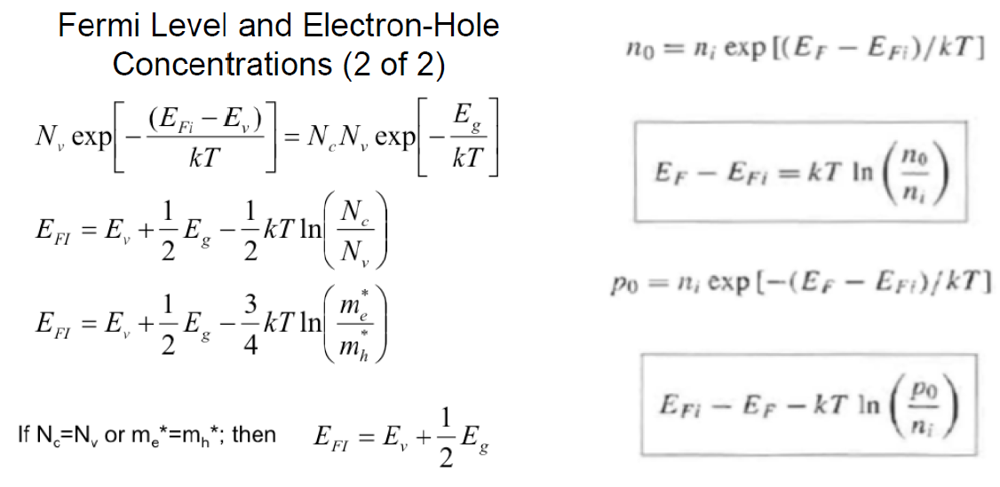 Fermi Level and Electron-Hole
Concentrations (2 of 2)
N_v exp[-(E_Fi - E_v)/kT] = N_c N_v exp[-E_g/kT]
E_FI = E_v + 1/2 E_g - 1/2 kT ln(N_c/N_v)
E_FI = E_v + 1/2 E_g - 3/4 kT ln(m_e*/m_h*)
If N_c=N_v or m_e*=m_h*; then E_FI = E_v + 1/2 E_g
n_0 = n_i exp [(E_F - E_Fi)/kT]
E_F - E_Fi = kT ln (n_0/n_i)
p_0 = n_i exp [-(E_F - E_Fi)/kT]
E_Fi - E_F - kT ln (p_0/n_i)